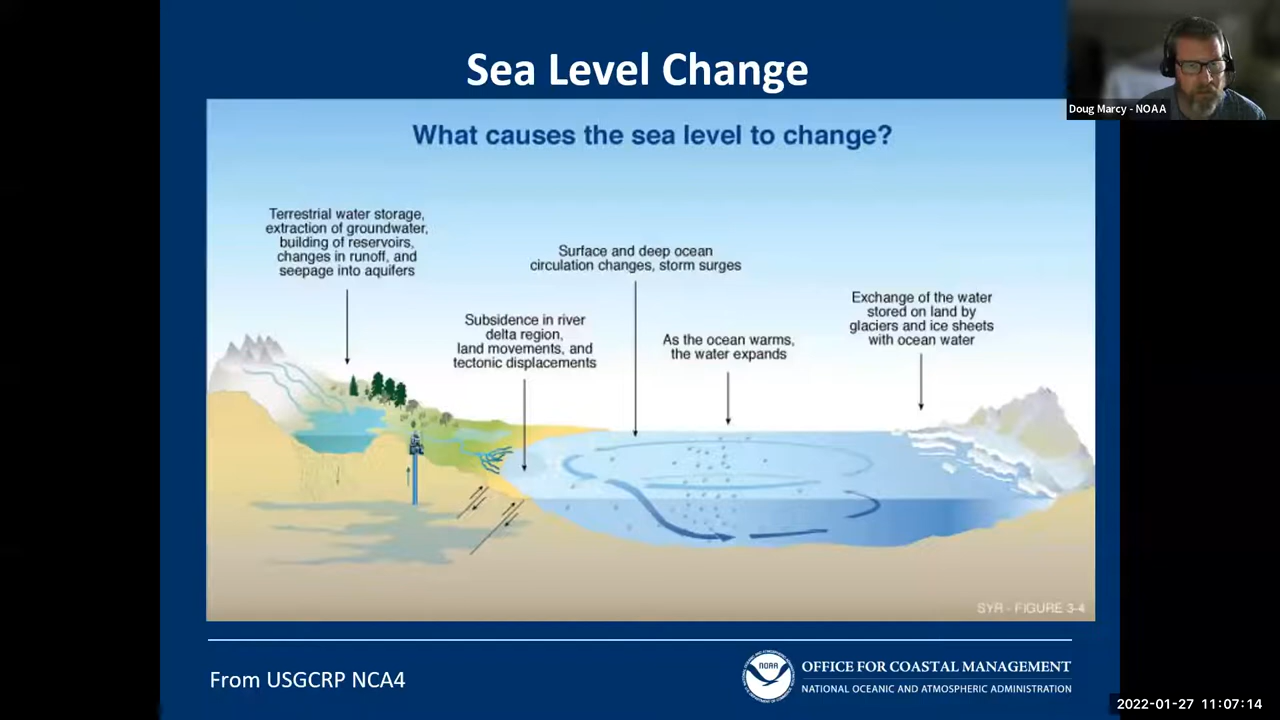 Sea Level Change
Doug Marcy - NOAA
What causes the sea level to change?
Terrestrial water storage,
extraction of groundwater,
building of reservoirs,
changes in runoff, and
seepage into aquifers
Surface and deep ocean
circulation changes, storm surges
Subsidence in river
delta region,
land movements, and
tectonic displacements
As the ocean warms,
the water expands
Exchange of the water
stored on land by
glaciers and ice sheets
with ocean water
SYR - FIGURE 3-4
From USGCRP NCA4
NOAA
OFFICE FOR COASTAL MANAGEMENT
NATIONAL OCEANIC AND ATMOSPHERIC ADMINISTRATION
2022-01-27 11:07:14